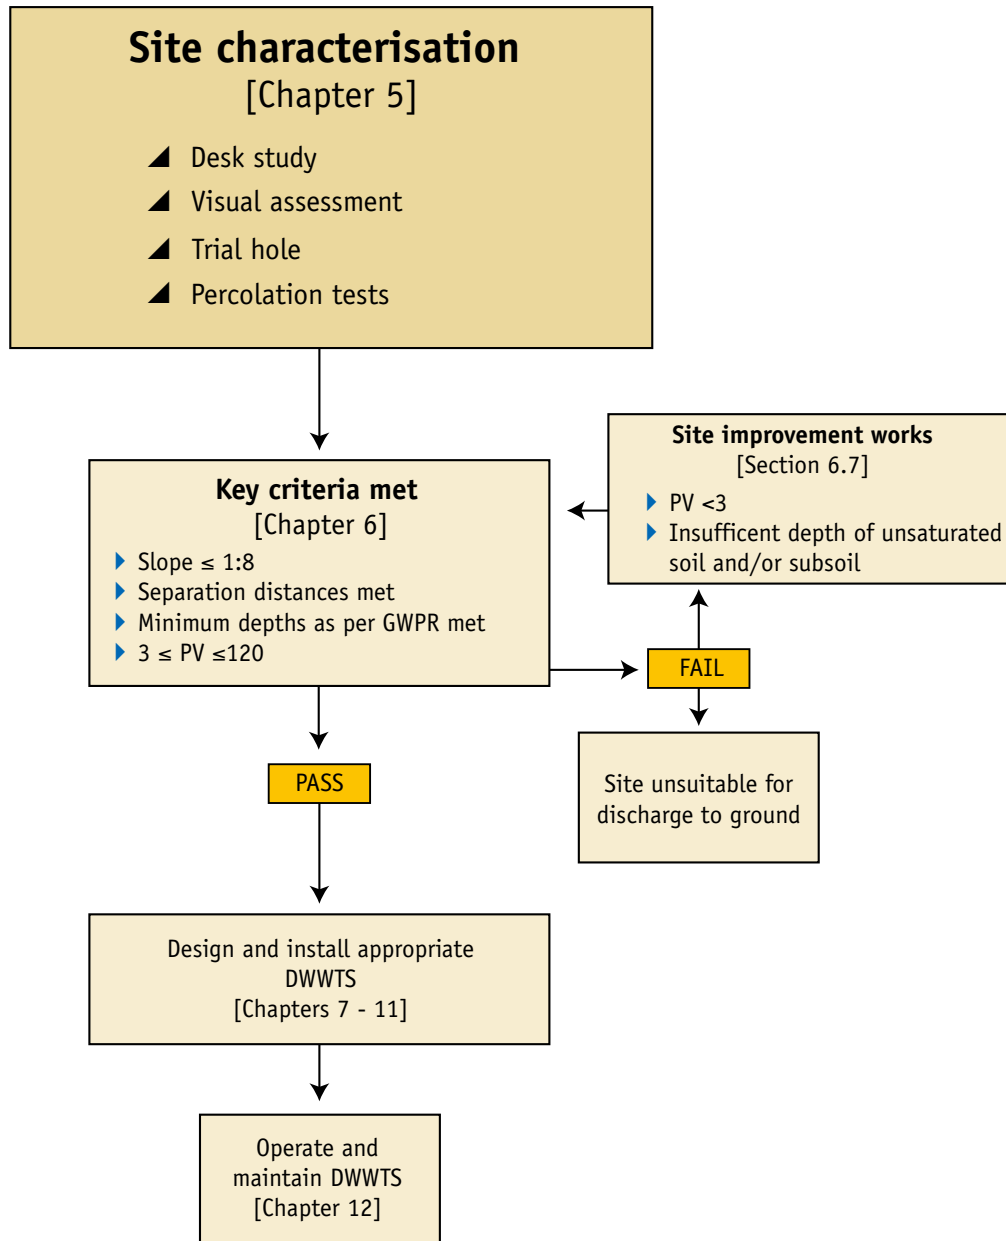 Site characterisation
[Chapter 5]
Desk study
Visual assessment
Trial hole
Percolation tests
Key criteria met
[Chapter 6]
Slope ≤ 1:8
Separation distances met
Minimum depths as per GWPR met
3 ≤ PV ≤120
Site improvement works
[Section 6.7]
PV <3
Insufficent depth of unsaturated
soil and/or subsoil
FAIL
Site unsuitable for
discharge to ground
PASS
Design and install appropriate
DWWTS
[Chapters 7 - 11]
Operate and
maintain DWWTS
[Chapter 12]